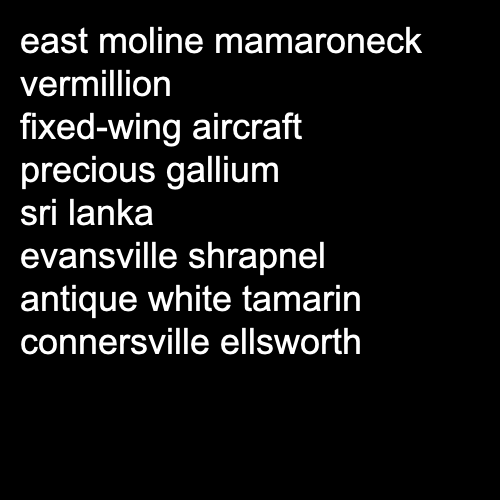 east moline mamaroneck
vermillion
fixed-wing aircraft
precious gallium
sri lanka
evansville shrapnel
antique white tamarin
connersville ellsworth